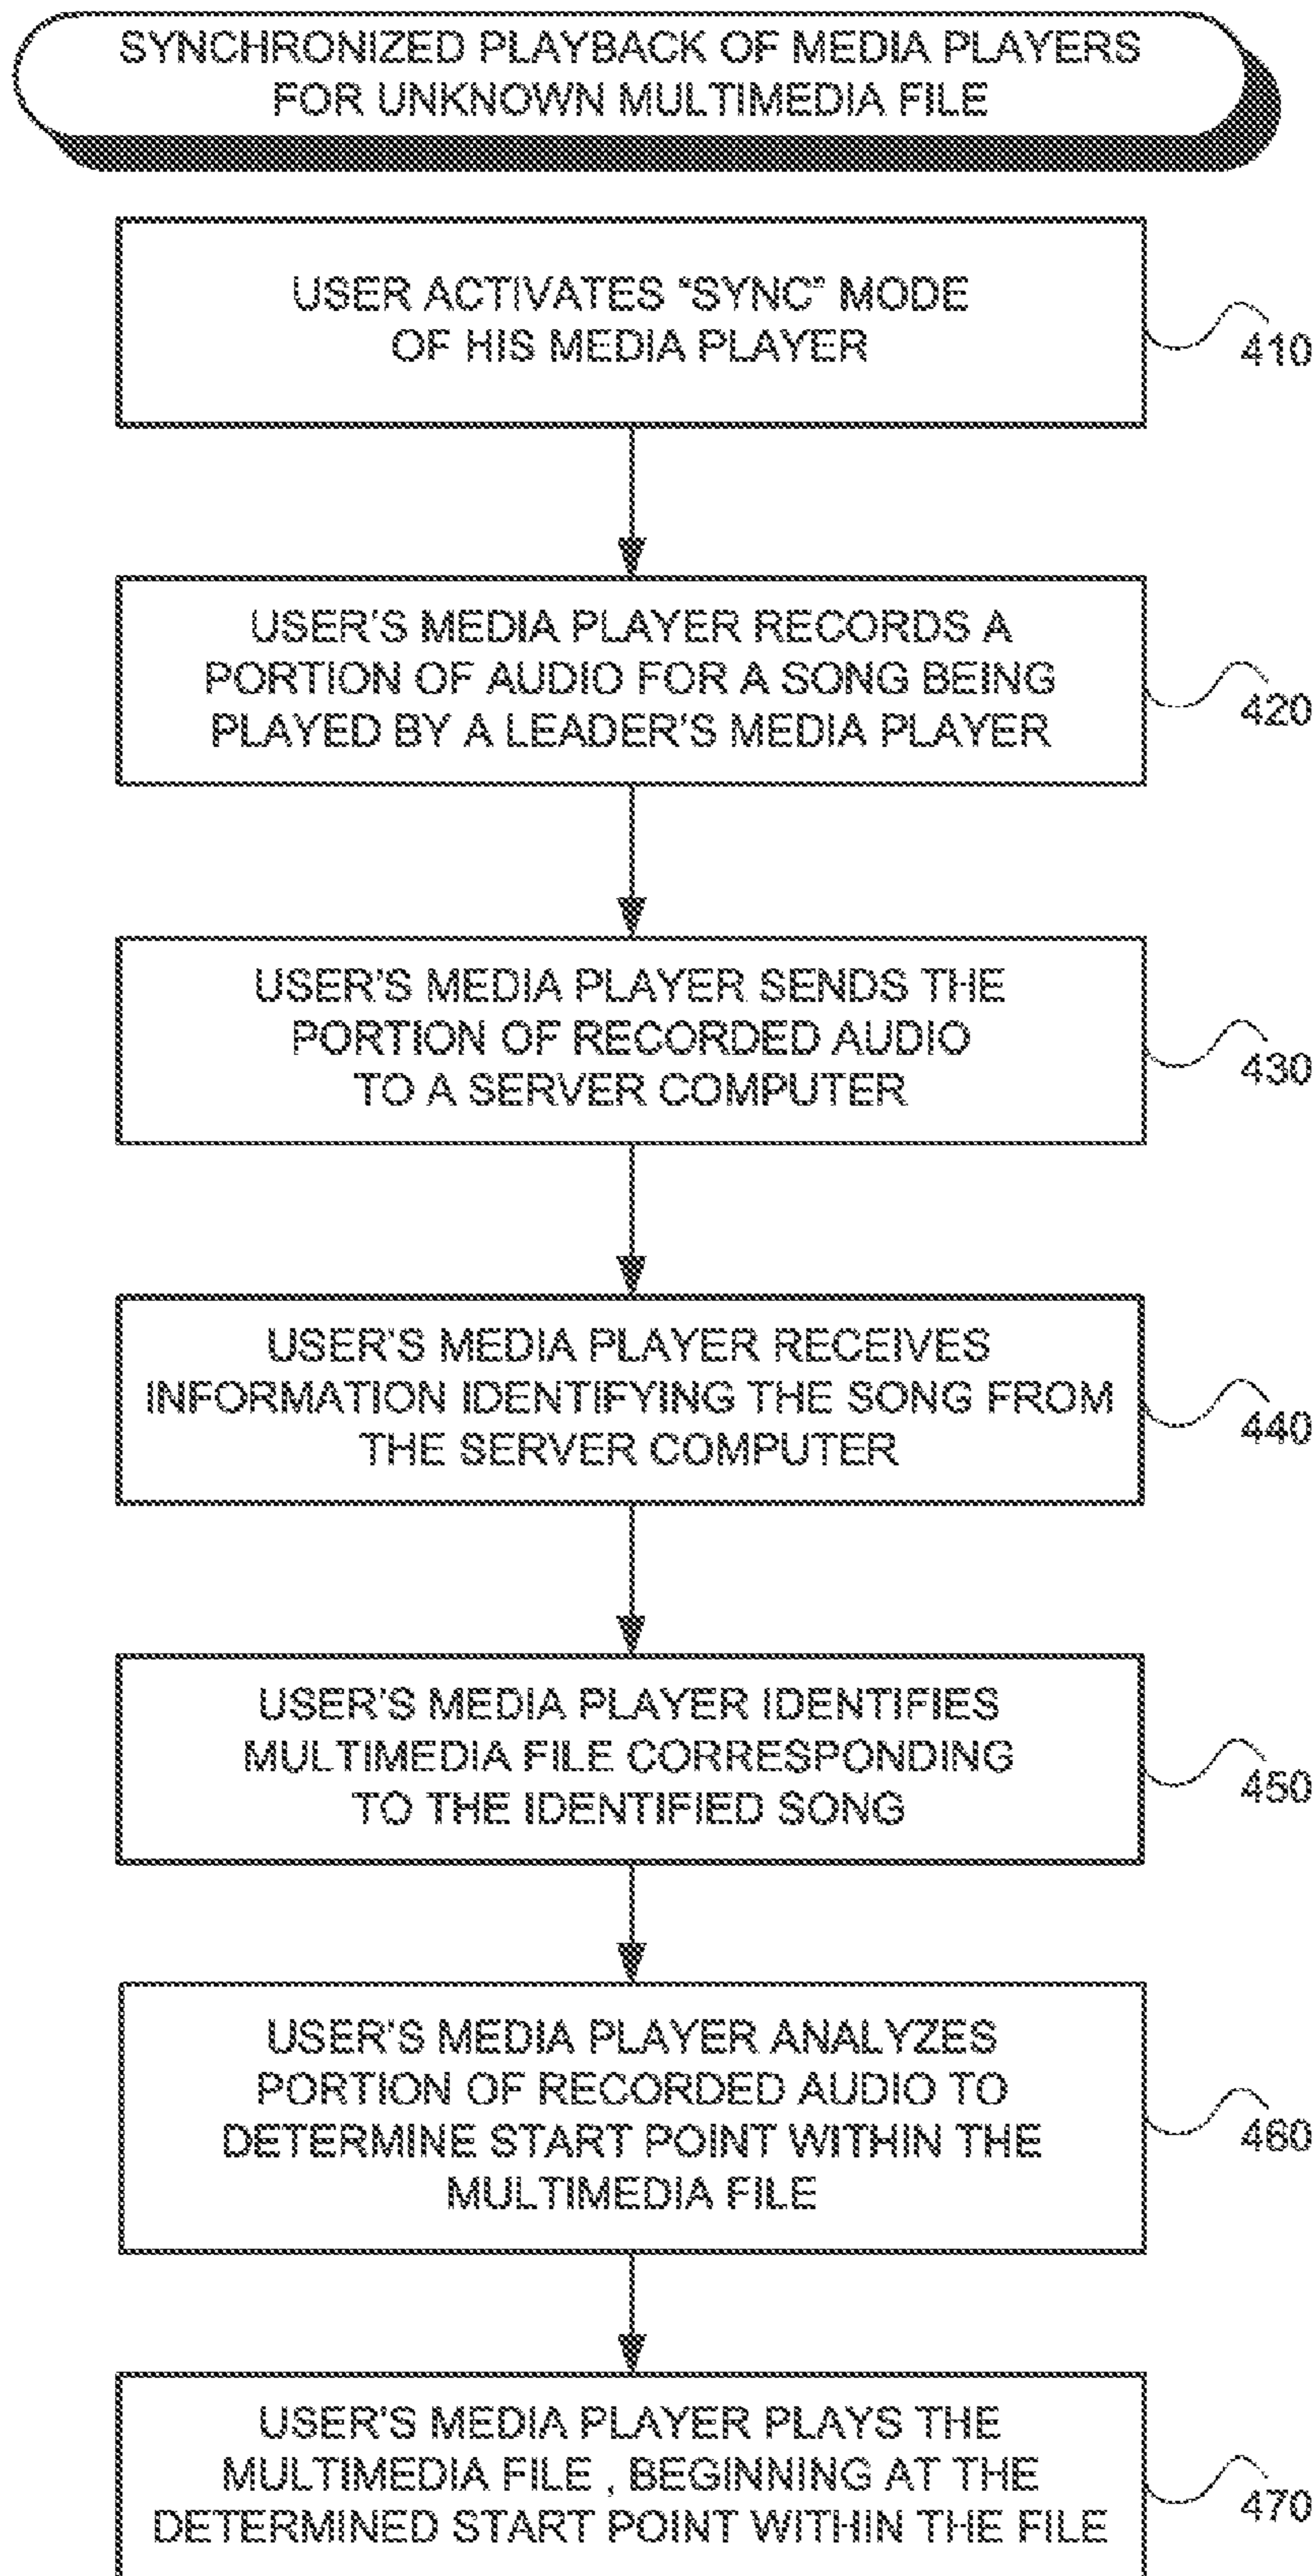 SYNCHRONIZED PLAYBACK OF MEDIA PLAYERS
FOR UNKNOWN MULTIMEDIA FILE
USER ACTIVATES “SYNC” MODE
OF HIS MEDIA PLAYER
410
USER’S MEDIA PLAYER RECORDS A
PORTION OF AUDIO FOR A SONG BEING
PLAYED BY A LEADER’S MEDIA PLAYER
420
USER’S MEDIA PLAYER SENDS THE
PORTION OF RECORDED AUDIO
TO A SERVER COMPUTER
430
USER’S MEDIA PLAYER RECEIVES
INFORMATION IDENTIFYING THE SONG FROM
THE SERVER COMPUTER
440
USER’S MEDIA PLAYER IDENTIFIES
MULTIMEDIA FILE CORRESPONDING
TO THE IDENTIFIED SONG
450
USER’S MEDIA PLAYER ANALYZES
PORTION OF RECORDED AUDIO TO
DETERMINE START POINT WITHIN THE
MULTIMEDIA FILE
460
USER’S MEDIA PLAYER PLAYS THE
MULTIMEDIA FILE , BEGINNING AT THE
DETERMINED START POINT WITHIN THE FILE
470